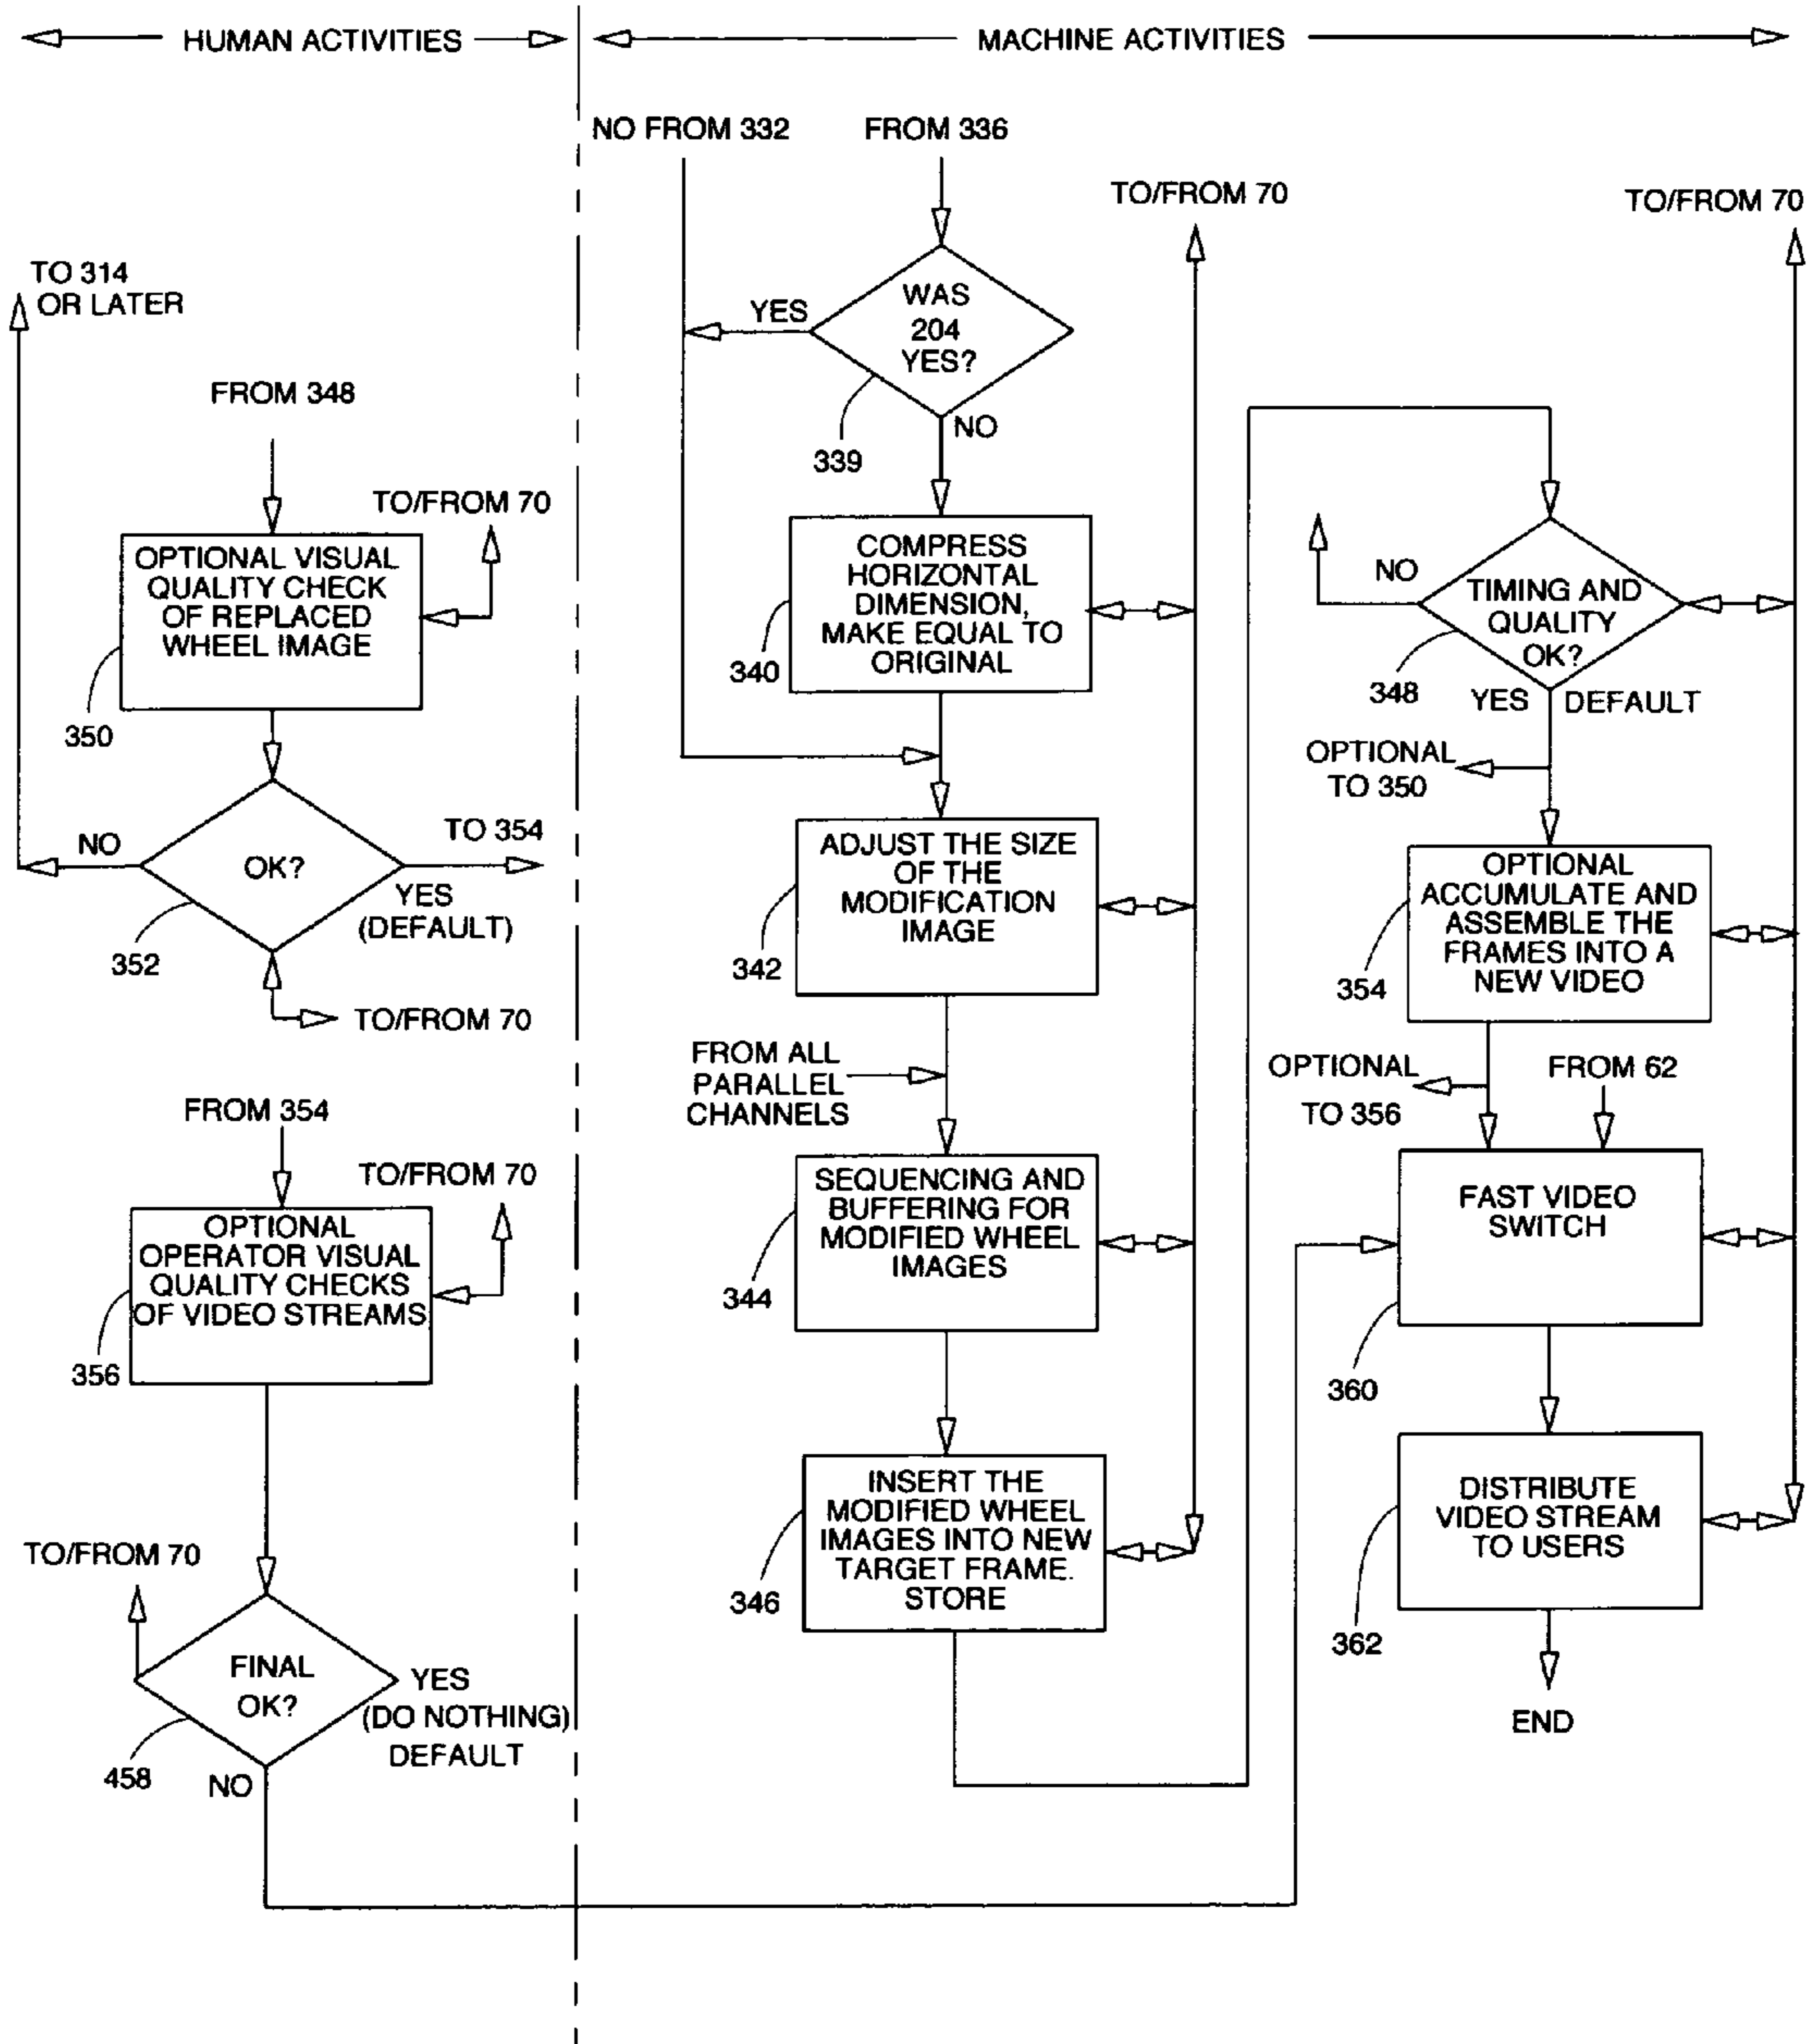 HUMAN ACTIVITIES
MACHINE ACTIVITIES
TO 314
OR LATER
FROM 348
TO/FROM 70
OPTIONAL VISUAL
QUALITY CHECK
OF REPLACED
WHEEL IMAGE
350
NO
OK?
TO 354
YES
(DEFAULT)
352
TO/FROM 70
FROM 354
TO/FROM 70
OPTIONAL
OPERATOR VISUAL
QUALITY CHECKS
OF VIDEO STREAMS
356
TO/FROM 70
FINAL
OK?
YES
(DO NOTHING)
DEFAULT
458
NO
NO FROM 332
FROM 336
TO/FROM 70
YES
WAS
204
YES?
NO
339
COMPRESS
HORIZONTAL
DIMENSION,
MAKE EQUAL TO
ORIGINAL
340
ADJUST THE SIZE
OF THE
MODIFICATION
IMAGE
342
FROM ALL
PARALLEL
CHANNELS
SEQUENCING AND
BUFFERING FOR
MODIFIED WHEEL
IMAGES
344
INSERT THE
MODIFIED WHEEL
IMAGES INTO NEW
TARGET FRAME.
STORE
346
TO/FROM 70
NO
TIMING AND
QUALITY
OK?
348
YES
DEFAULT
OPTIONAL
TO 350
OPTIONAL
ACCUMULATE AND
ASSEMBLE THE
FRAMES INTO A
NEW VIDEO
354
OPTIONAL
TO 356
FROM 62
FAST VIDEO
SWITCH
360
DISTRIBUTE
VIDEO STREAM
TO USERS
362
END